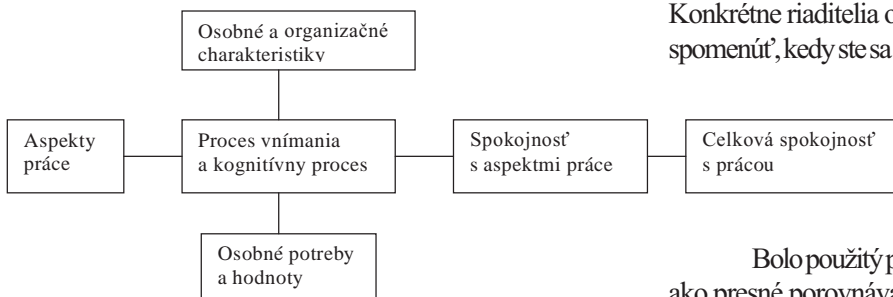 Osobné a organizačné
charakteristiky
Aspekty
práce
Proces vnímania
a kognitívny proces
Spokojnosť
s aspektmi práce
Celková spokojnosť
s prácou
Osobné potreby
a hodnoty
Konkrétne riaditelia
spomenúť, kedy ste sa
Bolo použitý
ako presné porovnáva